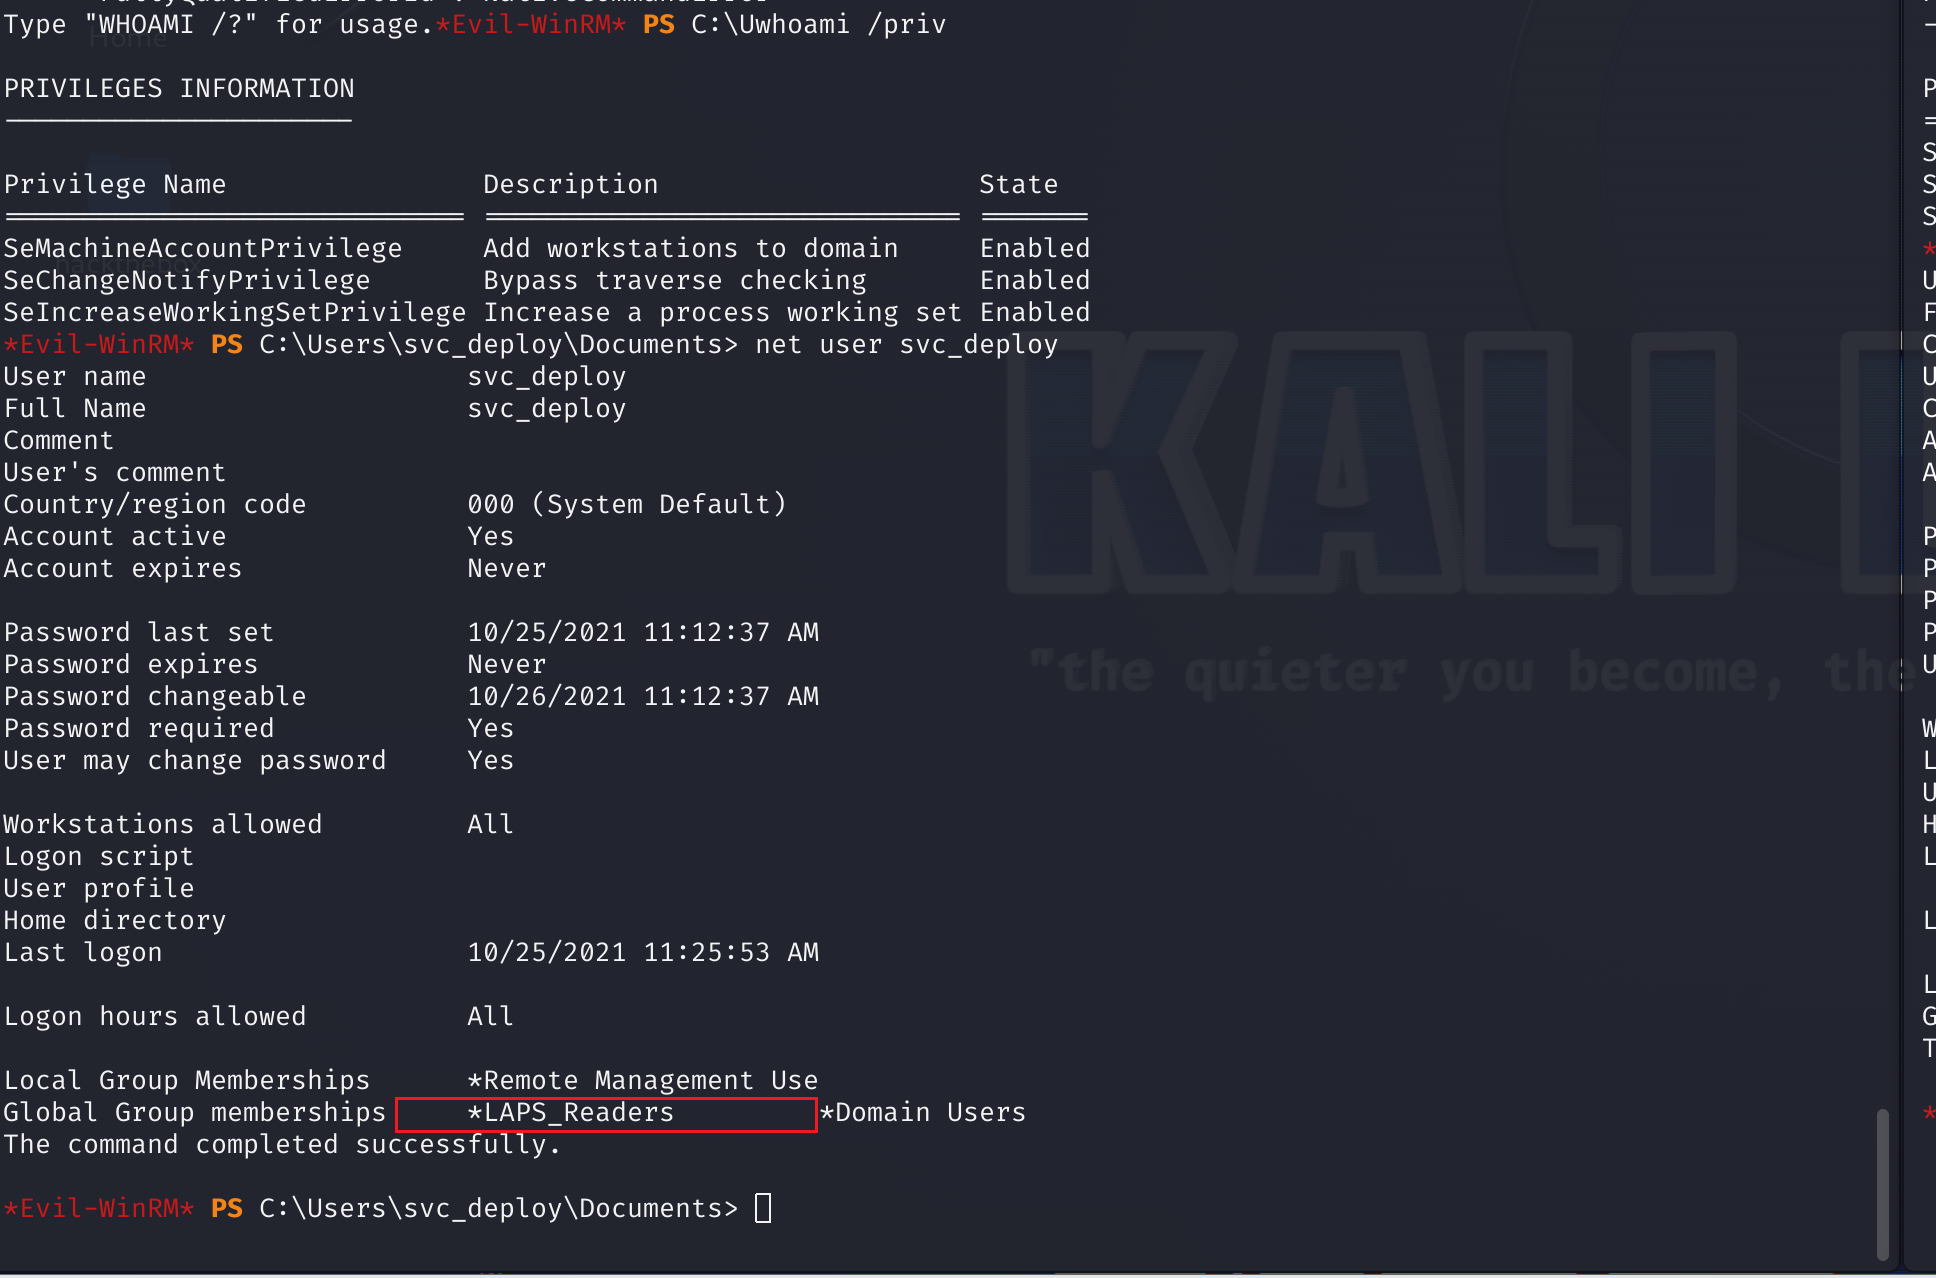 Type "WHOAMI /?" for usage.*Evil-WinRM* PS C:\Uwhoami /priv
Home
PRIVILEGES INFORMATION
----------------------
Privilege Name Description State
============================= ============================== =======
SeMachineAccountPrivilege Add workstations to domain Enabled
hackthebox
SeChangeNotifyPrivilege Bypass traverse checking Enabled
SeIncreaseWorkingSetPrivilege Increase a process working set Enabled
*Evil-WinRM* PS C:\Users\svc_deploy\Documents> net user svc_deploy
User name svc_deploy
Full Name svc_deploy
Comment
User's comment
Country/region code 000 (System Default)
Account active Yes
Account expires Never
KALI
Password last set 10/25/2021 11:12:37 AM
Password expires Never
"the quieter you become, the
Password changeable 10/26/2021 11:12:37 AM
Password required Yes
User may change password Yes
Workstations allowed All
Logon script
User profile
Home directory
Last logon 10/25/2021 11:25:53 AM
Logon hours allowed All
Local Group Memberships *Remote Management Use
Global Group memberships *LAPS_Readers *Domain Users
The command completed successfully.
*Evil-WinRM* PS C:\Users\svc_deploy\Documents>